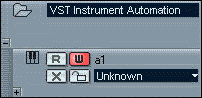 VST Instrument Automation
R W a1
X Unknown